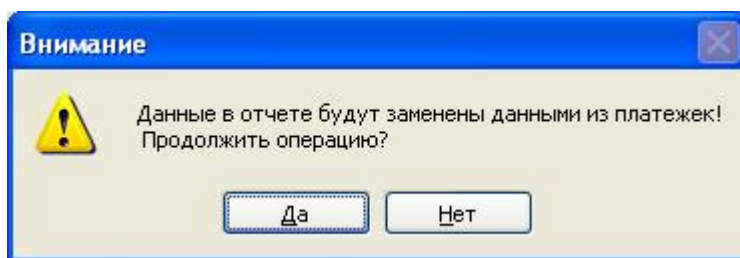 Внимание
Данные в отчете будут заменены данными из платежек!
Продолжить операцию?
Да
Нет